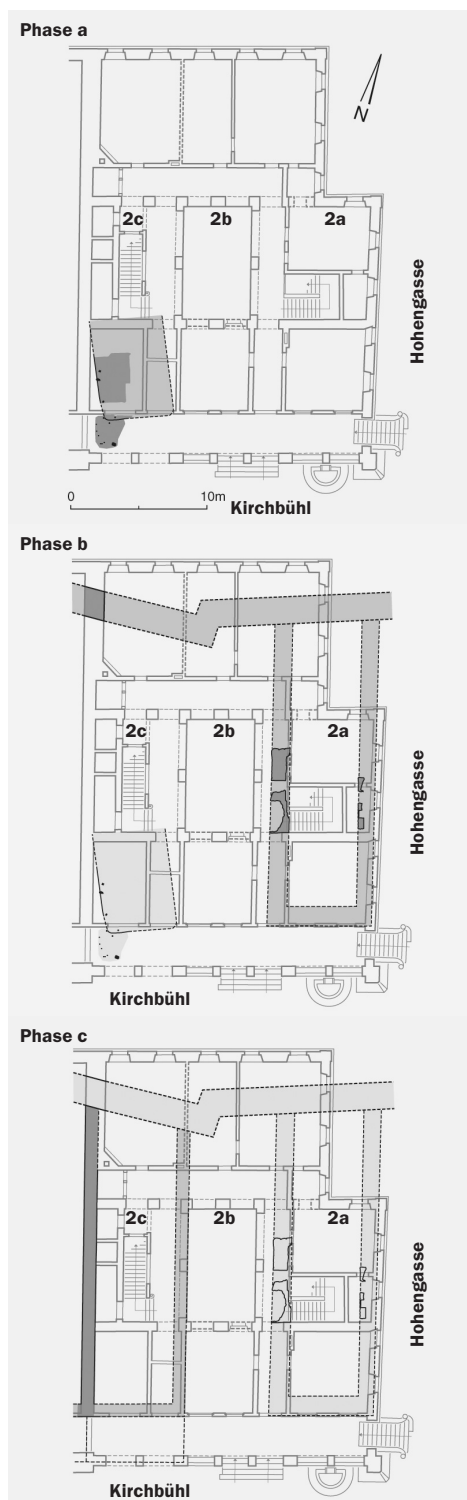 Phase a
N
2c 2b 2a
Hohengasse
0 10m
Kirchbühl
Phase b
2c 2b 2a
Hohengasse
Kirchbühl
Phase c
2c 2b 2a
Hohengasse
Kirchbühl